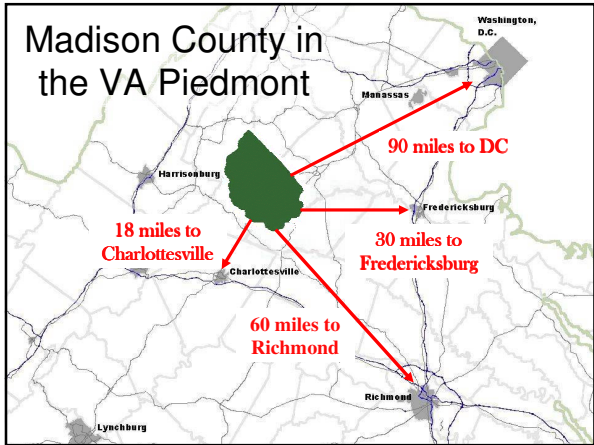 Madison County in
the VA Piedmont
Washington,
D.C.
Manassas
90 miles to DC
Harrisonburg
Fredericksburg
18 miles to
Charlottesville
30 miles to
Fredericksburg
Charlottesville
60 miles to
Richmond
Richmond
Lynchburg